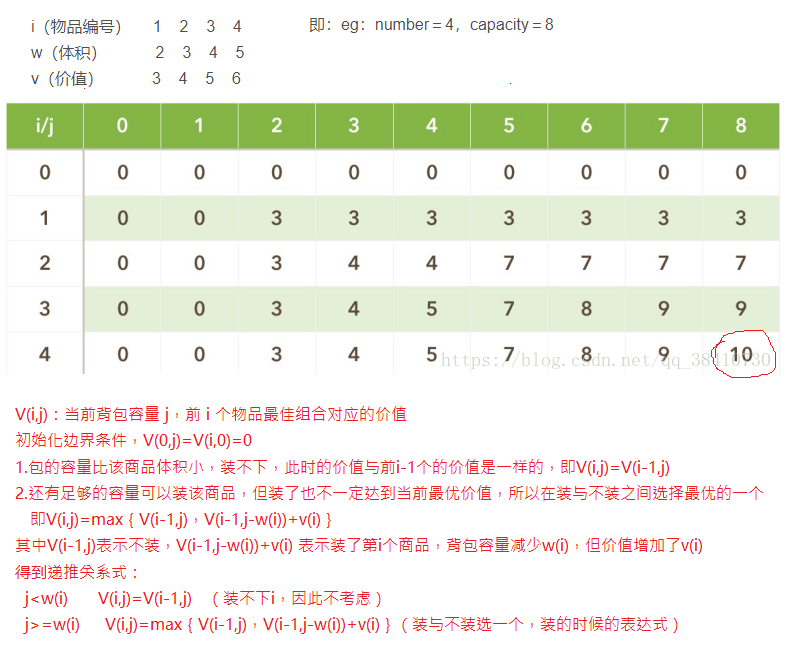 i（物品编号） 1 2 3 4 即：eg：number＝4，capacity＝8
w（体积） 2 3 4 5
v（价值） 3 4 5 6
i/j 0 1 2 3 4 5 6 7 8
0 0 0 0 0 0 0 0 0 0
1 0 0 3 3 3 3 3 3 3
2 0 0 3 4 4 7 7 7 7
3 0 0 3 4 5 7 8 9 9
4 0 0 3 4 5 7 8 9 10
https://blog.csdn.net/qq_38410730
V(i,j)：当前背包容量 j，前 i 个物品最佳组合对应的价值
初始化边界条件，V(0,j)=V(i,0)=0
1.包的容量比该商品体积小，装不下，此时的价值与前i-1个的价值是一样的，即V(i,j)=V(i-1,j)
2.还有足够的容量可以装该商品，但装了也不一定达到当前最优价值，所以在装与不装之间选择最优的一个
即V(i,j)=max｛V(i-1,j)，V(i-1,j-w(i))+v(i)｝
其中V(i-1,j)表示不装，V(i-1,j-w(i))+v(i) 表示装了第i个商品，背包容量减少w(i)，但价值增加了v(i)
得到递推关系式：
j<w(i) V(i,j)=V(i-1,j) （装不下i，因此不考虑）
j>=w(i) V(i,j)=max｛V(i-1,j)，V(i-1,j-w(i))+v(i)｝（装与不装选一个，装的时候的表达式）